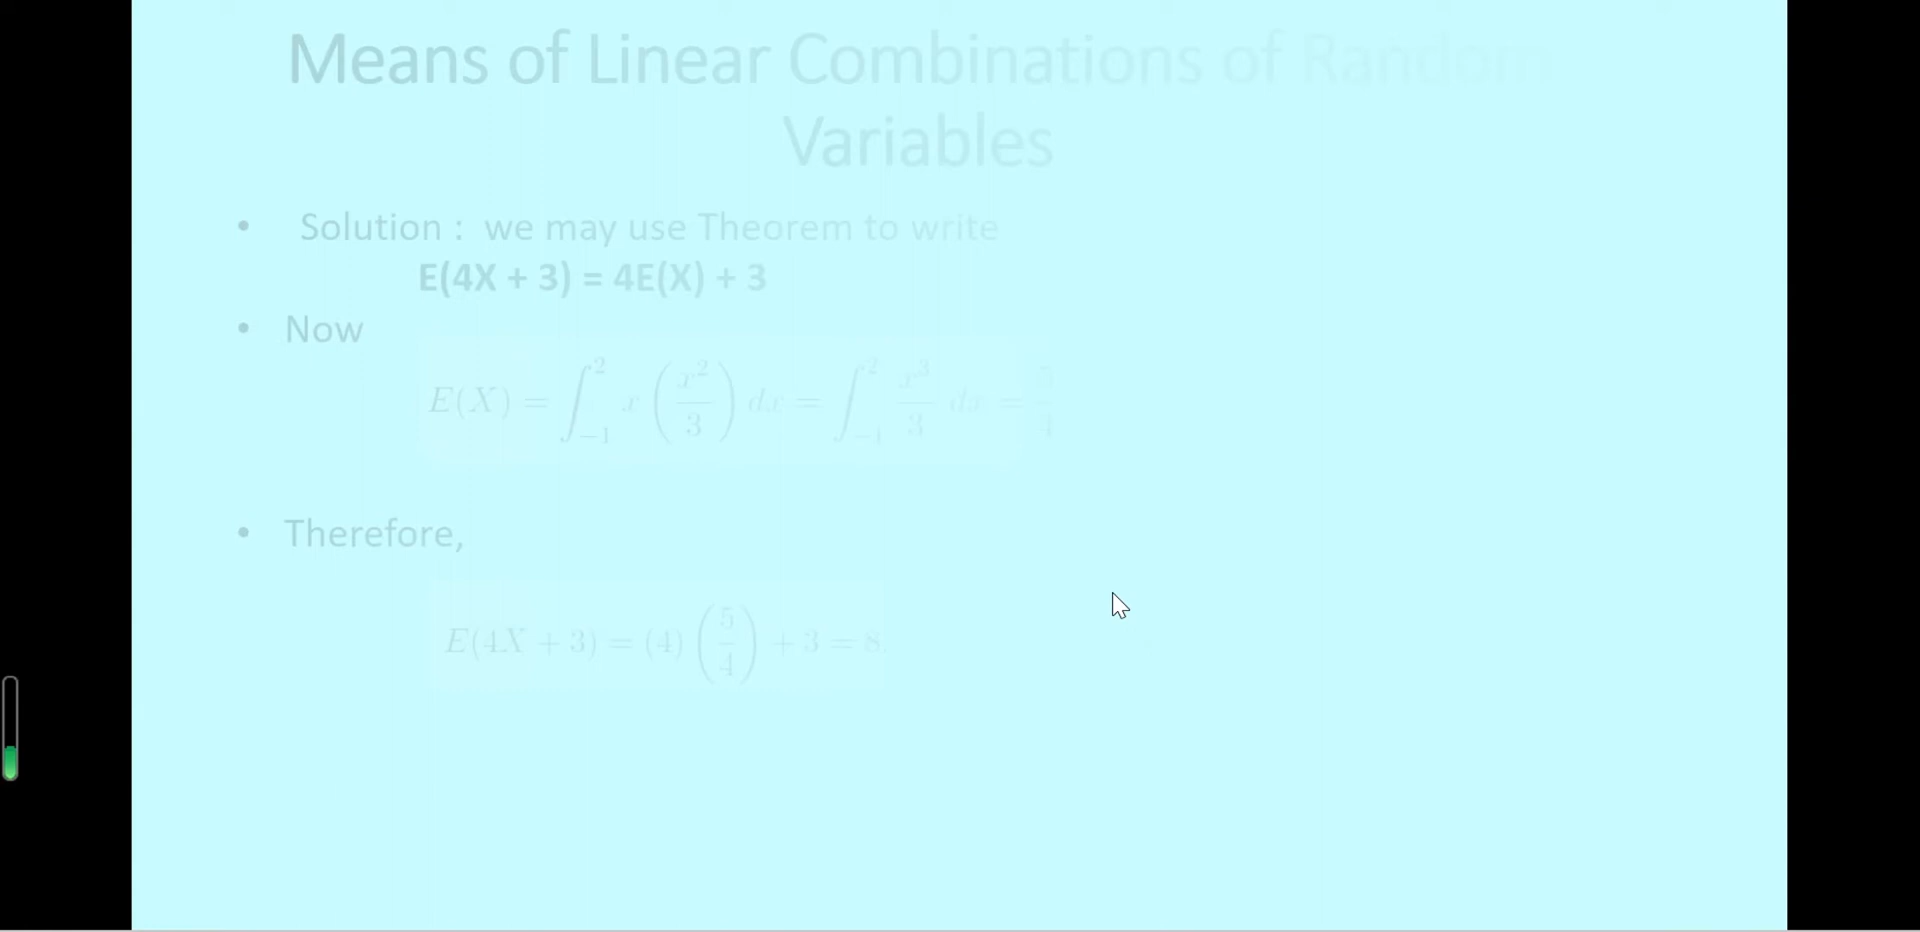 Means of Linear Combinations of Random
Variables
• Solution : we may use Theorem to write
E(4X + 3) = 4E(X) + 3
• Now
E(X) = ∫_{-1}^{2} x (x²/3) dx = ∫_{-1}^{2} x³/3 dx = 5/4
• Therefore,
E(4X + 3) = (4) (5/4) + 3 = 8.